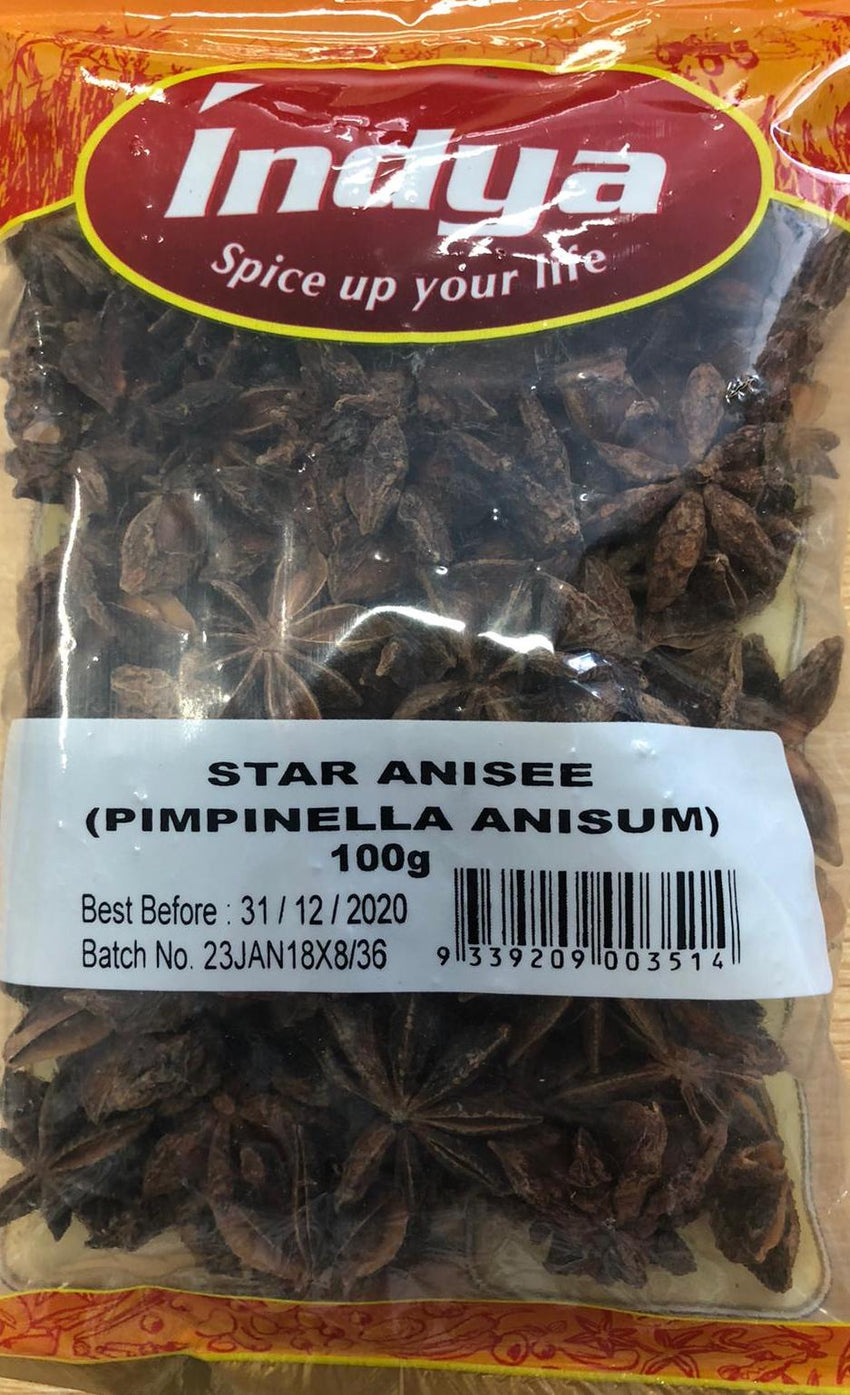 Indya
Spice up your life
STAR ANISEE
(PIMPINELLA ANISUM)
100g
Best Before : 31 / 12 / 2020
Batch No. 23JAN18X8/36
9 339209 003514